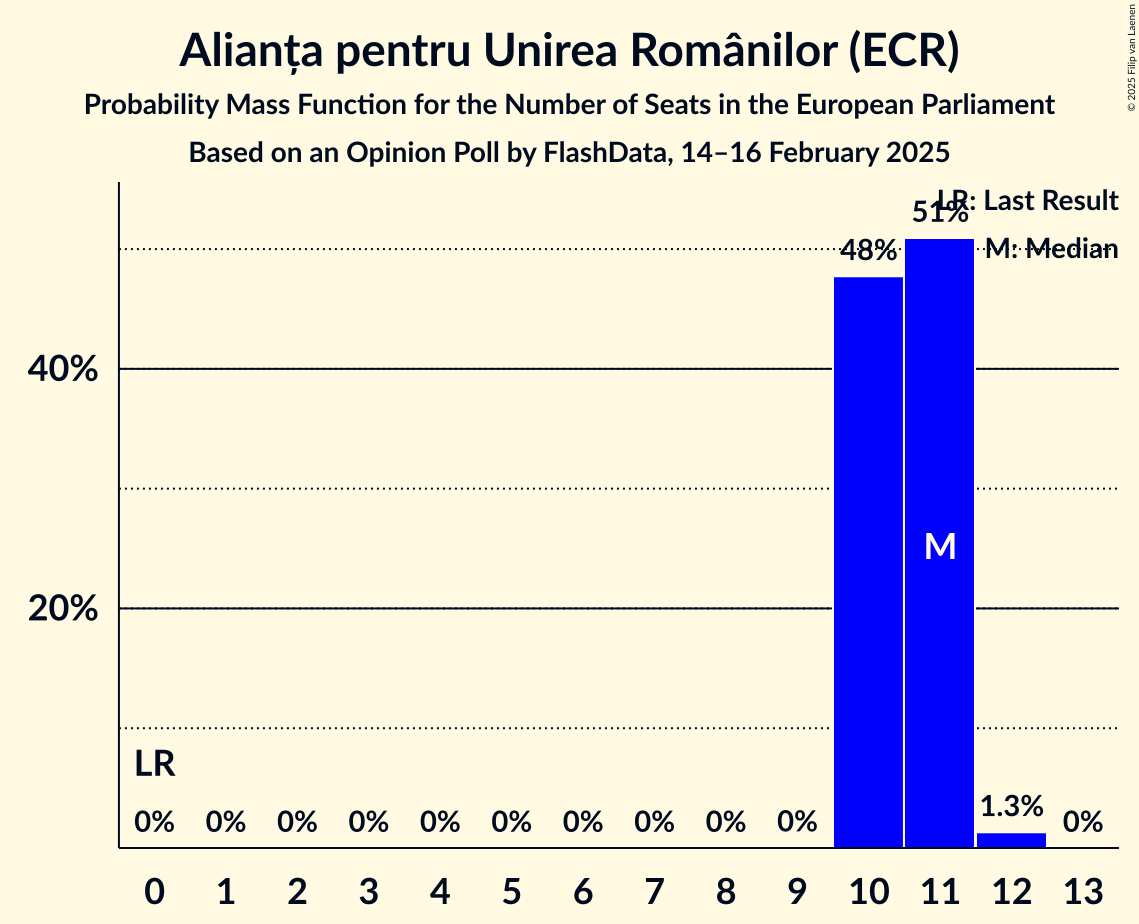 Alianța pentru Unirea Românilor (ECR)
Probability Mass Function for the Number of Seats in the European Parliament
Based on an Opinion Poll by FlashData, 14–16 February 2025
© 2025 Filip van Laenen
LR: Last Result
M: Median
51%
48%
40%
M
20%
LR
0% 0% 0% 0% 0% 0% 0% 0% 0% 0% 1.3% 0%
0 1 2 3 4 5 6 7 8 9 10 11 12 13